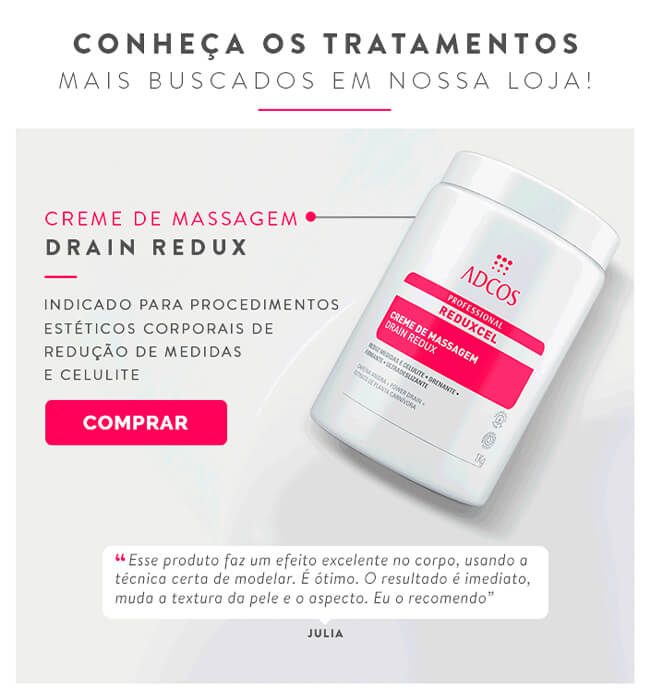 CONHEÇA OS TRATAMENTOS
MAIS BUSCADOS EM NOSSA LOJA!
CREME DE MASSAGEM
DRAIN REDUX
INDICADO PARA PROCEDIMENTOS
ESTÉTICOS CORPORAIS DE
REDUÇÃO DE MEDIDAS
E CELULITE
COMPRAR
ADCOS
PROFESSIONAL
REDUXCEL
CREME DE MASSAGEM
DRAIN REDUX
REDUZ MEDIDAS E CELULITE • DRENANTE •
FIRMANTE • ULTRADESLIZANTE
CAFEÍNA ANIDRA • POWER DRAIN •
EXTRATO DE PLANTA CARNÍVORA
1Kg
“Esse produto faz um efeito excelente no corpo, usando a
técnica certa de modelar. É ótimo. O resultado é imediato,
muda a textura da pele e o aspecto. Eu o recomendo”
JULIA